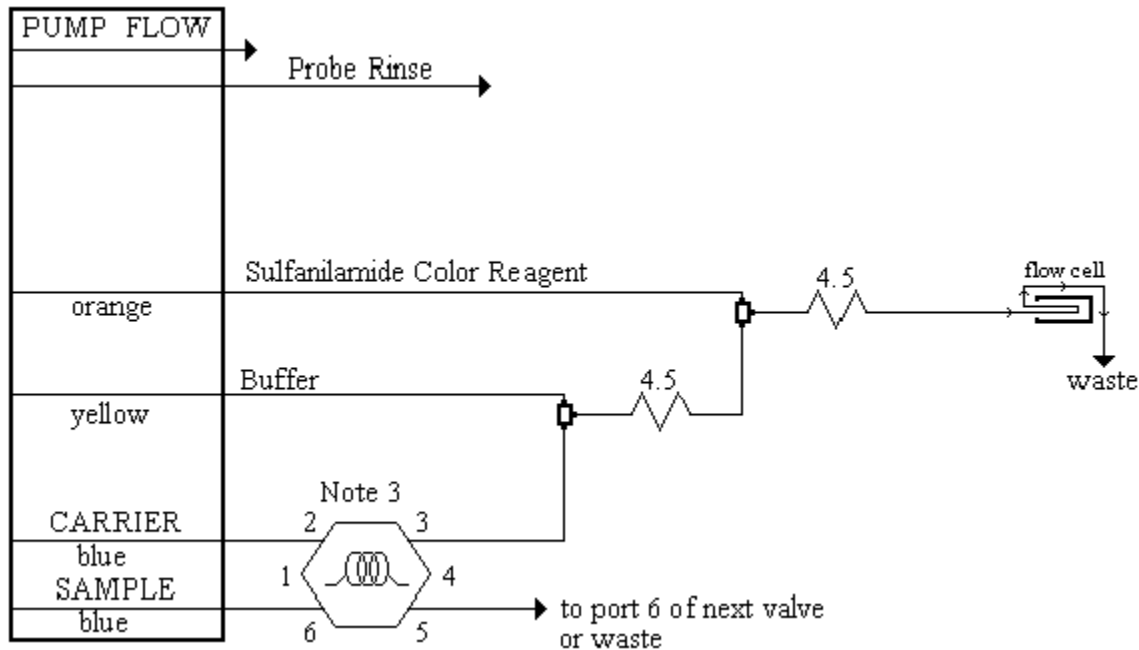 PUMP FLOW
Probe Rinse
Sulfanilamide Color Reagent
orange
4.5
flow cell
waste
Buffer
yellow
4.5
Note 3
CARRIER
blue
2
3
1
4
SAMPLE
blue
6
5
to port 6 of next valve
or waste